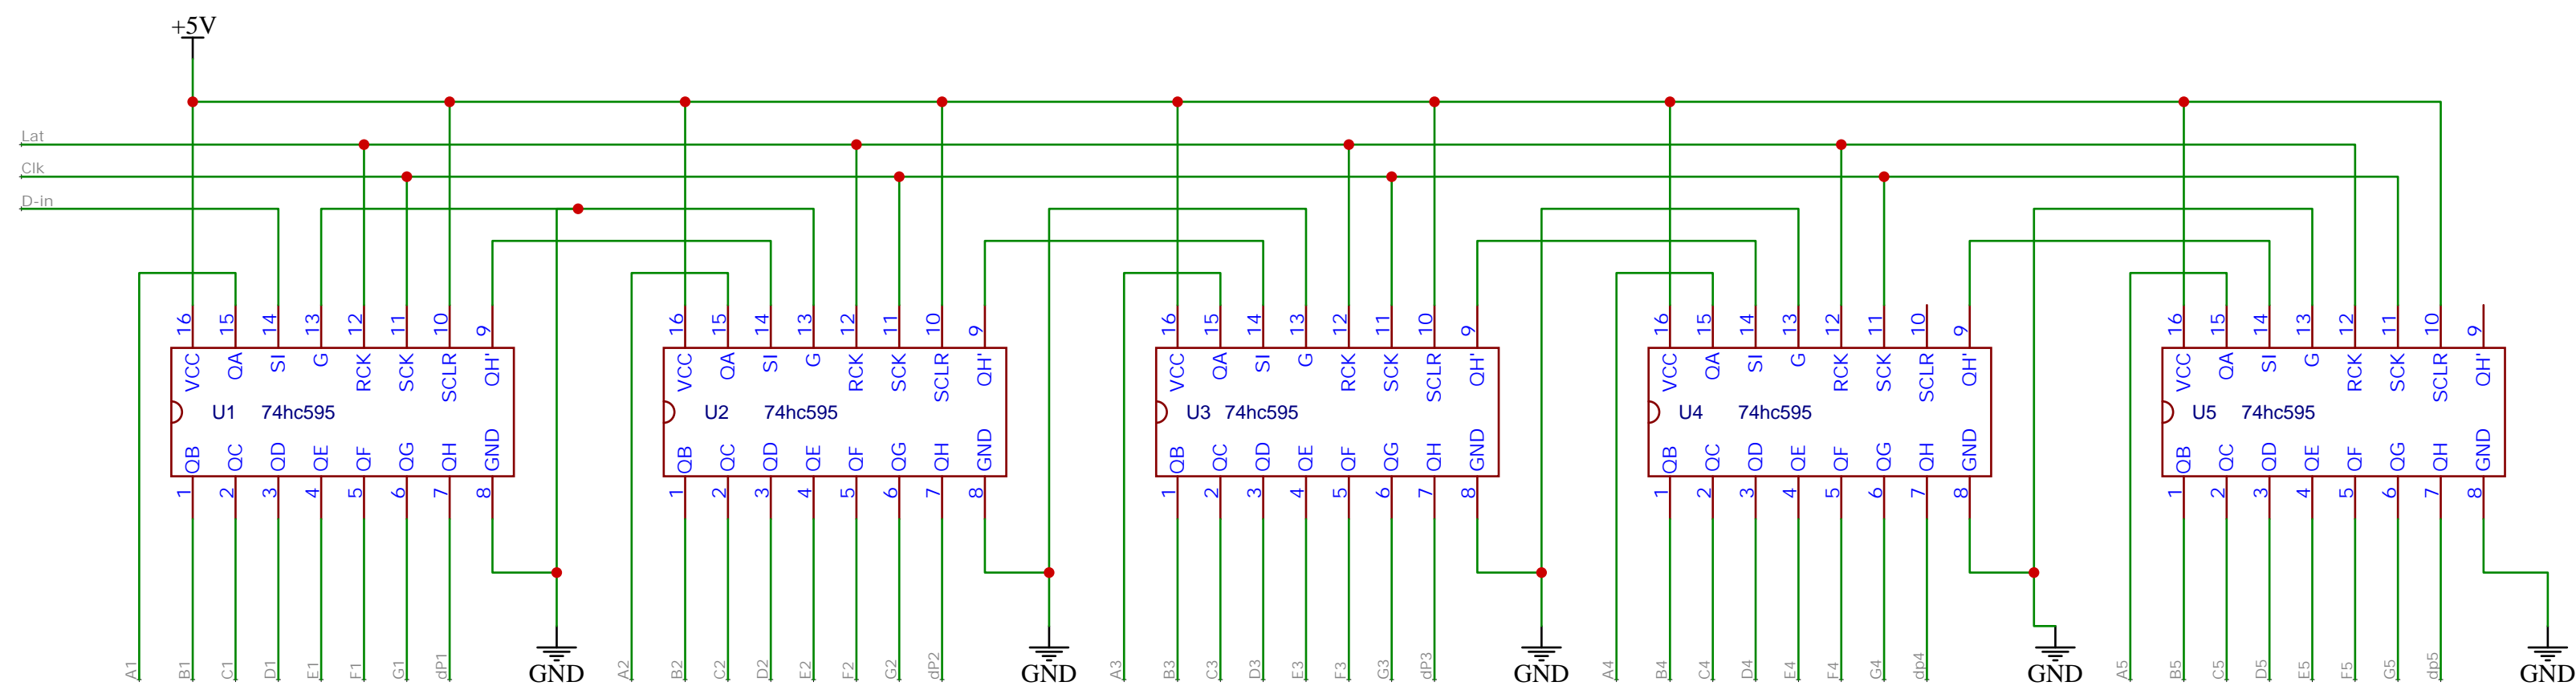 +5V
Lat
Clk
D-in
16 15 14 13 12 11 10 9
VCC QA SI G RCK SCK SCLR QH'
U1 74hc595
QB QC QD QE QF QG QH GND
1 2 3 4 5 6 7 8
A1 B1 C1 D1 E1 F1 G1 dP1
GND
16 15 14 13 12 11 10 9
VCC QA SI G RCK SCK SCLR QH'
U2 74hc595
QB QC QD QE QF QG QH GND
1 2 3 4 5 6 7 8
A2 B2 C2 D2 E2 F2 G2 dP2
GND
16 15 14 13 12 11 10 9
VCC QA SI G RCK SCK SCLR QH'
U3 74hc595
QB QC QD QE QF QG QH GND
1 2 3 4 5 6 7 8
A3 B3 C3 D3 E3 F3 G3 dP3
GND
16 15 14 13 12 11 10 9
VCC QA SI G RCK SCK SCLR QH'
U4 74hc595
QB QC QD QE QF QG QH GND
1 2 3 4 5 6 7 8
A4 B4 C4 D4 E4 F4 G4 dp4
GND
16 15 14 13 12 11 10 9
VCC QA SI G RCK SCK SCLR QH'
U5 74hc595
QB QC QD QE QF QG QH GND
1 2 3 4 5 6 7 8
A5 B5 C5 D5 E5 F5 G5 dp5
GND